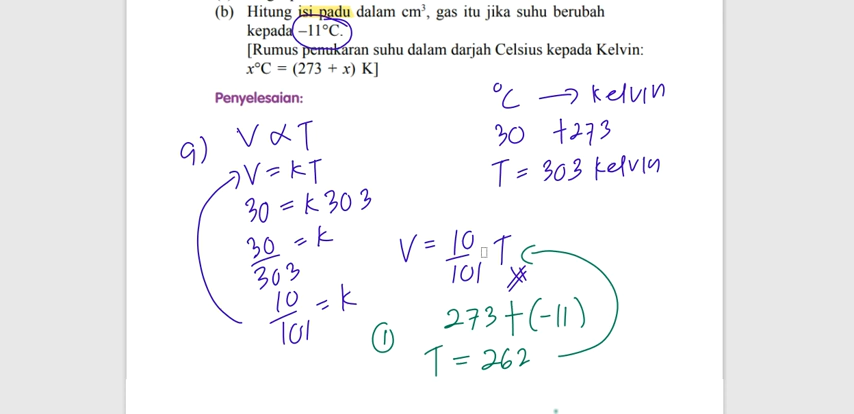 (b) Hitung isi padu dalam cm³, gas itu jika suhu berubah
kepada –11°C.
[Rumus penukaran suhu dalam darjah Celsius kepada Kelvin:
x°C = (273 + x) K]
Penyelesaian:
°C → Kelvin
30 +273
T = 303 Kelvin
a) V ∝ T
V = kT
30 = k303
30/303 = k
10/101 = k
V = 10/101 T
① 273+(-11)
T = 262